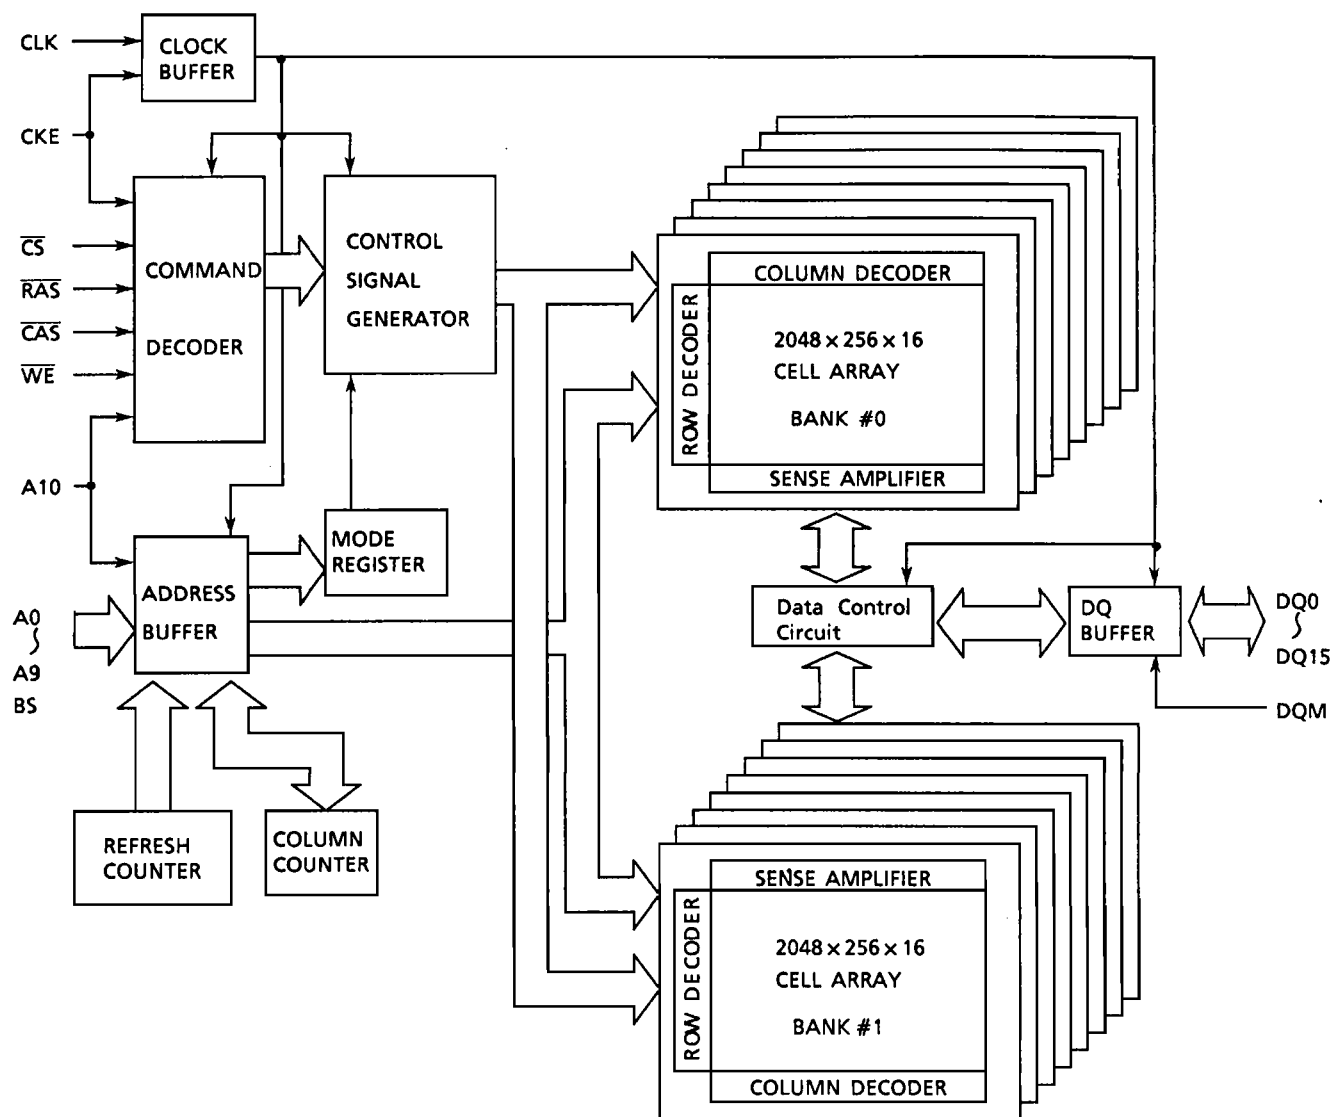 CLK
CLOCK
BUFFER
CKE
CS
RAS
CAS
WE
A10
COMMAND
DECODER
CONTROL
SIGNAL
GENERATOR
MODE
REGISTER
ADDRESS
BUFFER
A0
A9
BS
REFRESH
COUNTER
COLUMN
COUNTER
COLUMN DECODER
ROW DECODER
2048 x 256 x 16
CELL ARRAY
BANK #0
SENSE AMPLIFIER
Data Control
Circuit
DQ
BUFFER
DQ0
DQ15
DQM
SENSE AMPLIFIER
ROW DECODER
2048 x 256 x 16
CELL ARRAY
BANK #1
COLUMN DECODER